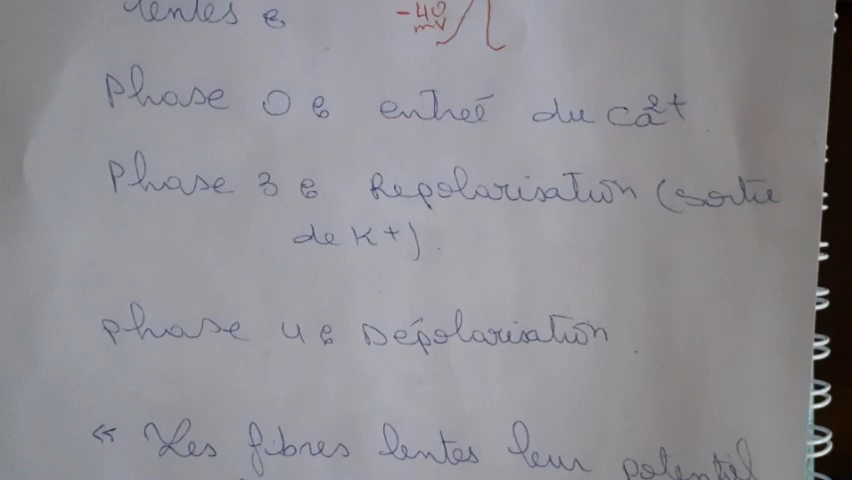 lentes :
-40
mv
Phase 0 : entreé du Ca2+
Phase 3 : Repolarisation (sortie
de K+).
phase 4 : Dépolarisation.
" Les fibres lentes leur potentiel